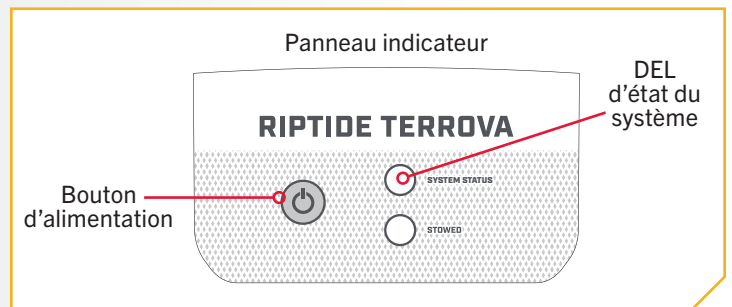 Panneau indicateur
DEL
d'état du
système
RIPTIDE TERROVA
SYSTEM STATUS
Bouton
d'alimentation
STOWED